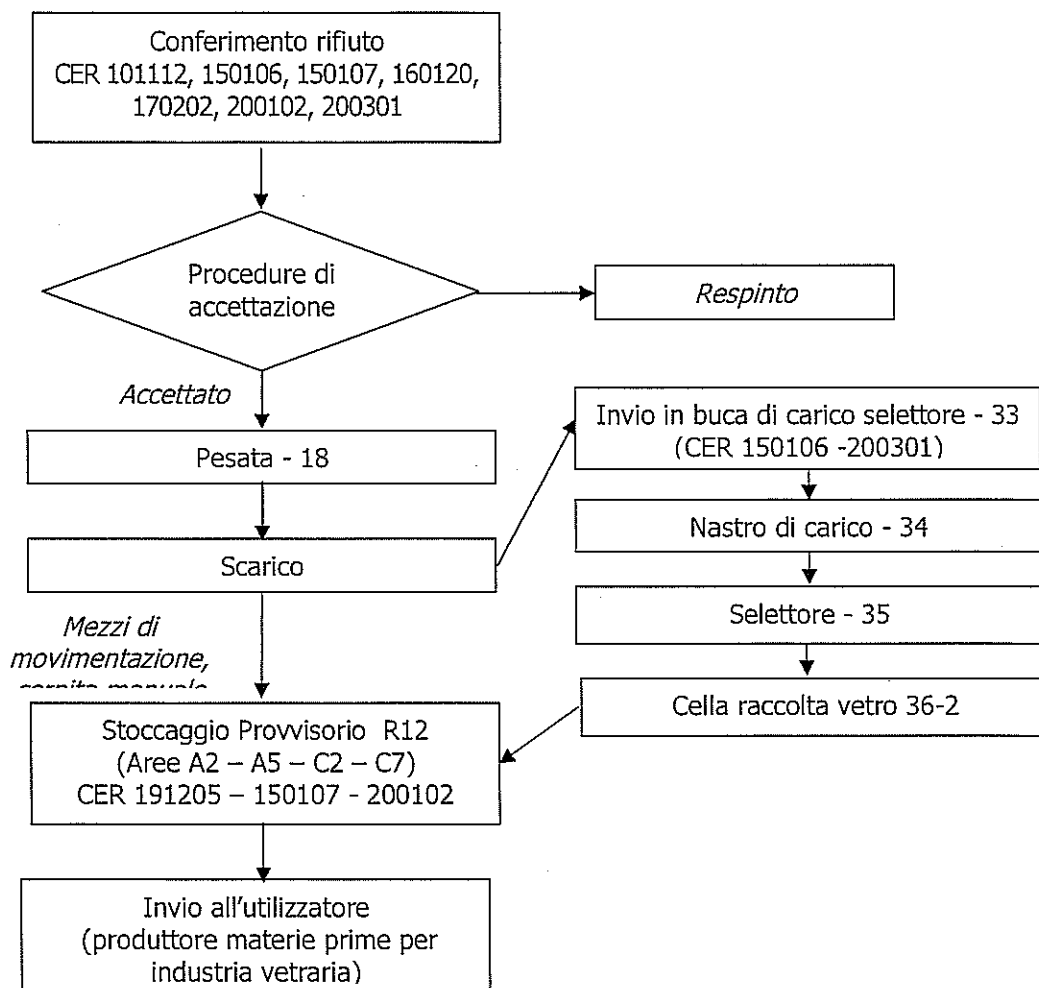 Conferimento rifiuto
CER 101112, 150106, 150107, 160120,
170202, 200102, 200301
Procedure di
accettazione
Respinto
Accettato
Pesata - 18
Scarico
Invio in buca di carico selettore - 33
(CER 150106 -200301)
Nastro di carico - 34
Selettore - 35
Cella raccolta vetro 36-2
Mezzi di
movimentazione,
Stoccaggio Provvisorio R12
(Aree A2 – A5 – C2 – C7)
CER 191205 – 150107 - 200102
Invio all'utilizzatore
(produttore materie prime per
industria vetraria)